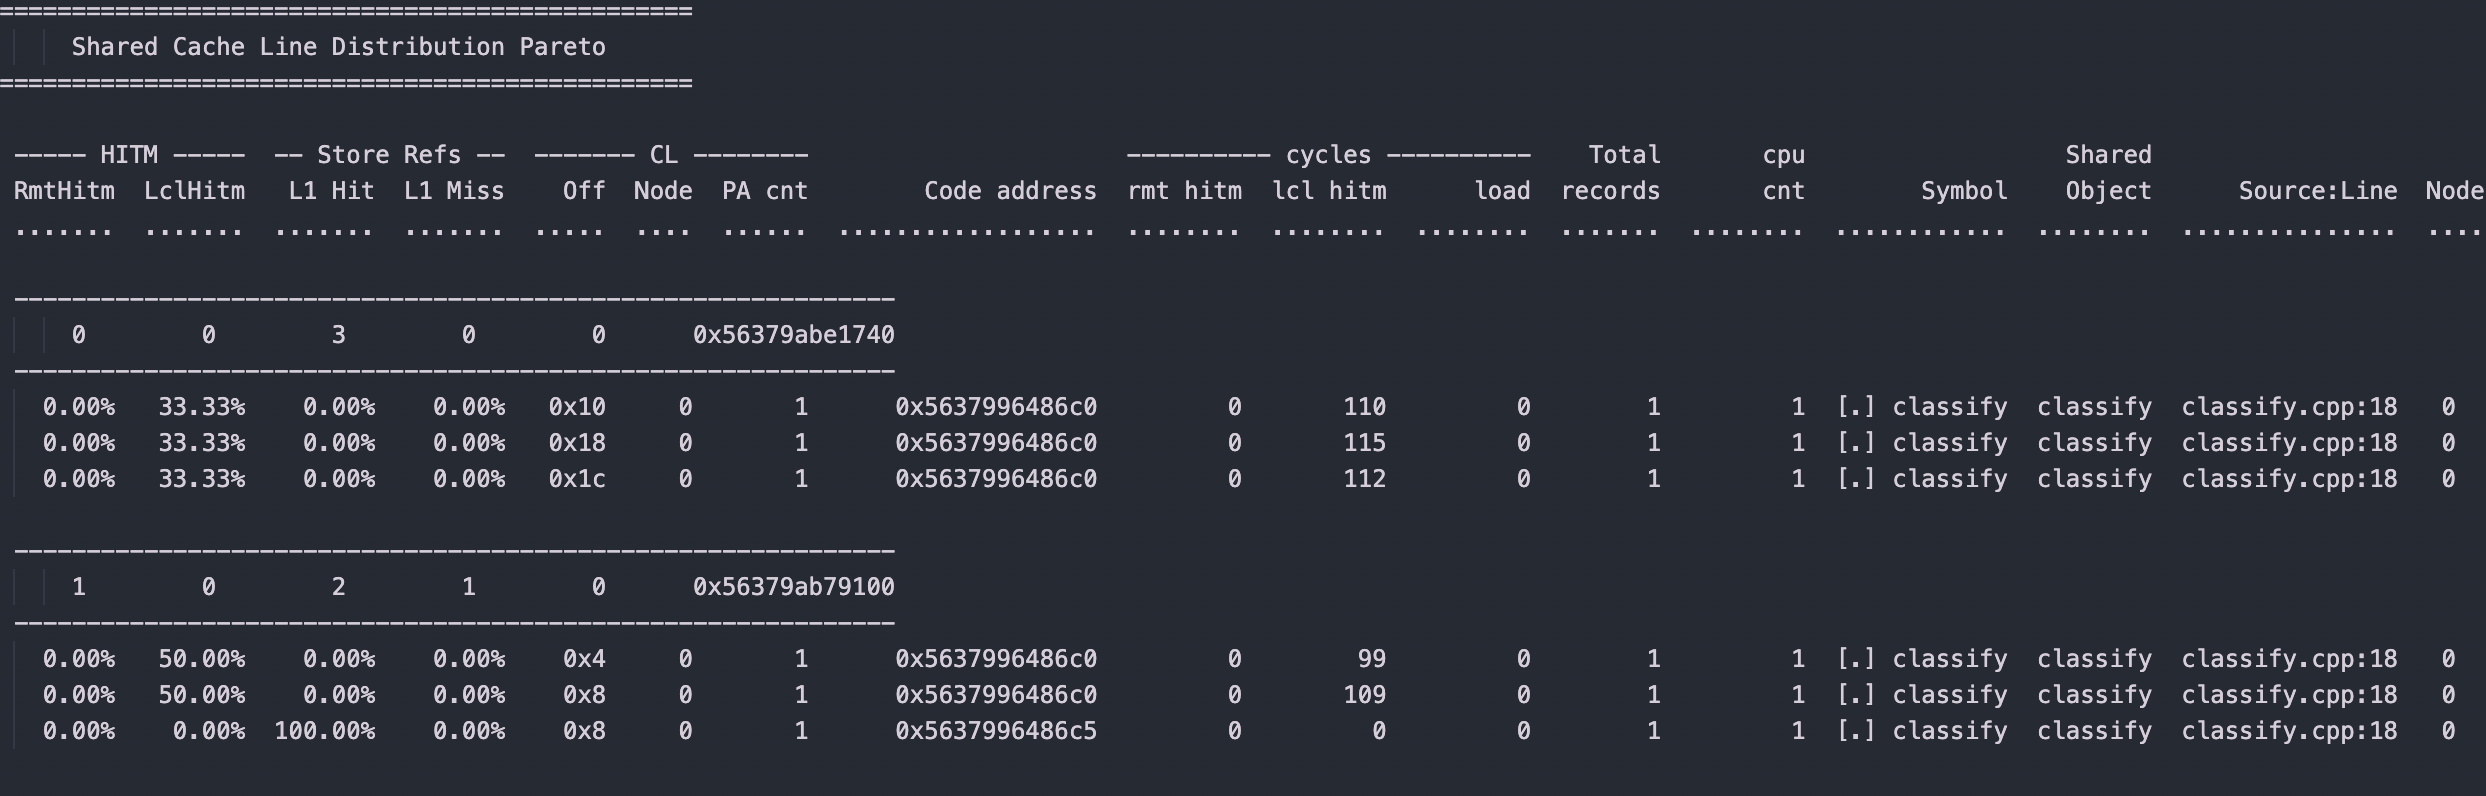 ================================================
Shared Cache Line Distribution Pareto
================================================
----- HITM ----- -- Store Refs -- ------- CL -------- ---------- cycles ---------- Total cpu Shared
RmtHitm LclHitm L1 Hit L1 Miss Off Node PA cnt Code address rmt hitm lcl hitm load records cnt Symbol Object Source:Line Node
....... ....... ....... ....... ..... .... ...... .................. ........ ........ ........ ....... ........ ............ ........ ............... ....
-------------------------------------------------------------
0 0 3 0 0 0x56379abe1740
-------------------------------------------------------------
0.00% 33.33% 0.00% 0.00% 0x10 0 1 0x5637996486c0 0 110 0 1 1 [.] classify classify classify.cpp:18 0
0.00% 33.33% 0.00% 0.00% 0x18 0 1 0x5637996486c0 0 115 0 1 1 [.] classify classify classify.cpp:18 0
0.00% 33.33% 0.00% 0.00% 0x1c 0 1 0x5637996486c0 0 112 0 1 1 [.] classify classify classify.cpp:18 0
-------------------------------------------------------------
1 0 2 1 0 0x56379ab79100
-------------------------------------------------------------
0.00% 50.00% 0.00% 0.00% 0x4 0 1 0x5637996486c0 0 99 0 1 1 [.] classify classify classify.cpp:18 0
0.00% 50.00% 0.00% 0.00% 0x8 0 1 0x5637996486c0 0 109 0 1 1 [.] classify classify classify.cpp:18 0
0.00% 0.00% 100.00% 0.00% 0x8 0 1 0x5637996486c5 0 0 0 1 1 [.] classify classify classify.cpp:18 0